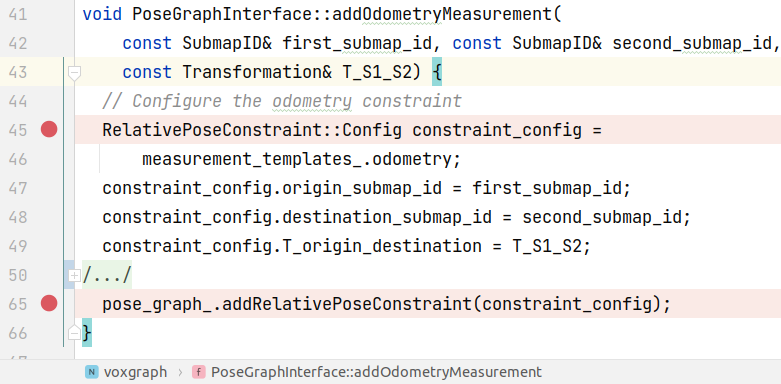 41 void PoseGraphInterface::addOdometryMeasurement(
42     const SubmapID& first_submap_id, const SubmapID& second_submap_id,
43     const Transformation& T_S1_S2) {
44   // Configure the odometry constraint
45   RelativePoseConstraint::Config constraint_config =
46       measurement_templates_.odometry;
47   constraint_config.origin_submap_id = first_submap_id;
48   constraint_config.destination_submap_id = second_submap_id;
49   constraint_config.T_origin_destination = T_S1_S2;
50 /.../
65   pose_graph_.addRelativePoseConstraint(constraint_config);
66 }
N voxgraph › f PoseGraphInterface::addOdometryMeasurement